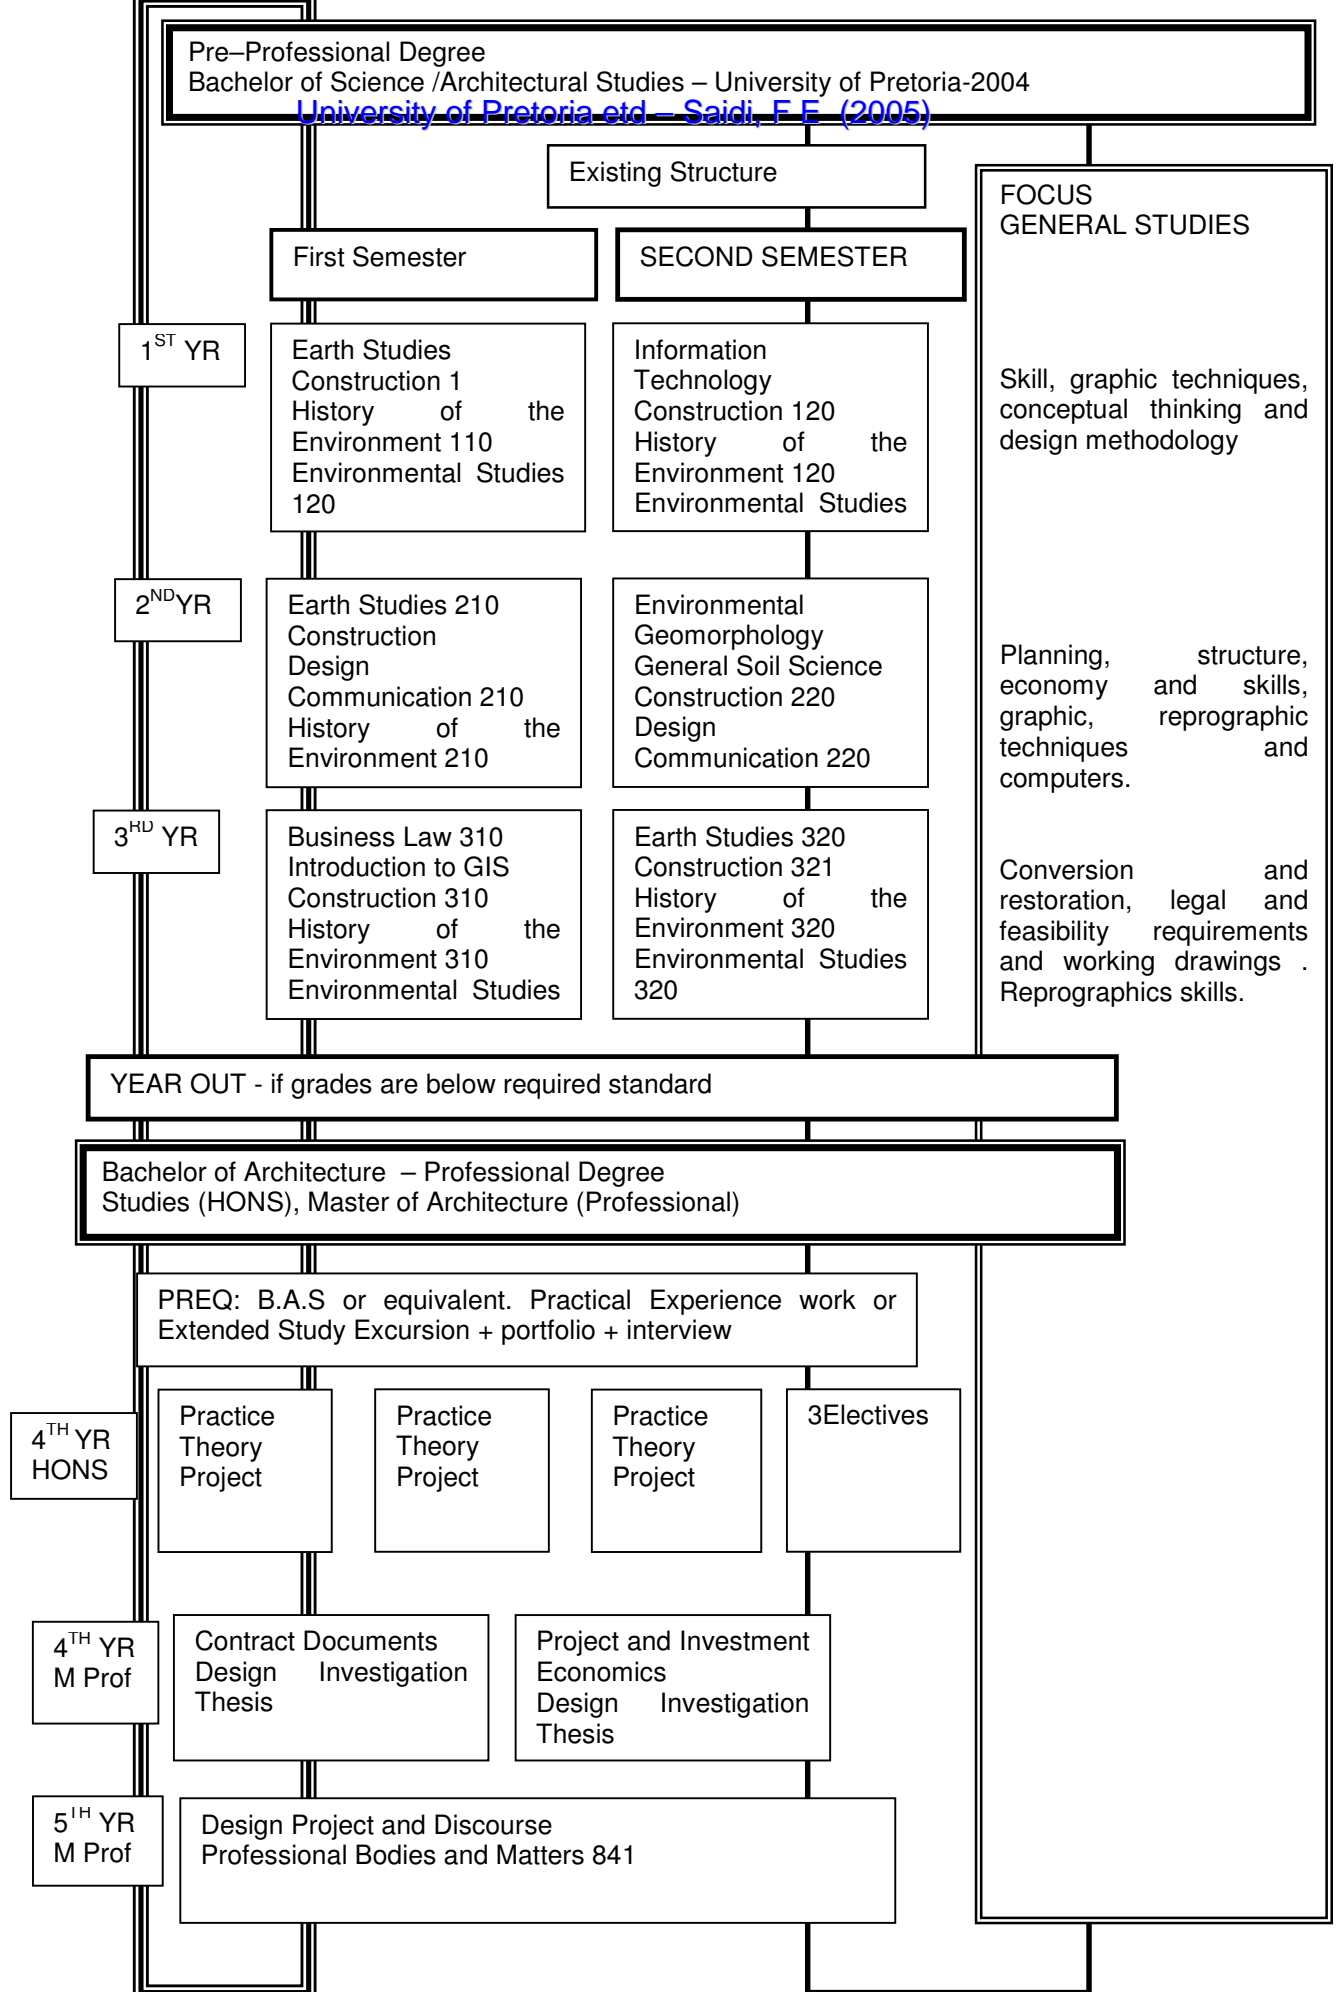 Pre–Professional Degree
Bachelor of Science /Architectural Studies – University of Pretoria-2004
University of Pretoria etd – Saidi, F E (2005)
Existing Structure
FOCUS
GENERAL STUDIES
First Semester
SECOND SEMESTER
1ST YR
Earth Studies
Construction 1
History of the
Environment 110
Environmental Studies
120
Information
Technology
Construction 120
History of the
Environment 120
Environmental Studies
Skill, graphic techniques,
conceptual thinking and
design methodology
2ND YR
Earth Studies 210
Construction
Design
Communication 210
History of the
Environment 210
Environmental
Geomorphology
General Soil Science
Construction 220
Design
Communication 220
Planning, structure,
economy and skills,
graphic, reprographic
techniques and
computers.
3RD YR
Business Law 310
Introduction to GIS
Construction 310
History of the
Environment 310
Environmental Studies
Earth Studies 320
Construction 321
History of the
Environment 320
Environmental Studies
320
Conversion and
restoration, legal and
feasibility requirements
and working drawings .
Reprographics skills.
YEAR OUT - if grades are below required standard
Bachelor of Architecture – Professional Degree
Studies (HONS), Master of Architecture (Professional)
PREQ: B.A.S or equivalent. Practical Experience work or
Extended Study Excursion + portfolio + interview
4TH YR
HONS
Practice
Theory
Project
Practice
Theory
Project
Practice
Theory
Project
3Electives
4TH YR
M Prof
Contract Documents
Design Investigation
Thesis
Project and Investment
Economics
Design Investigation
Thesis
5TH YR
M Prof
Design Project and Discourse
Professional Bodies and Matters 841